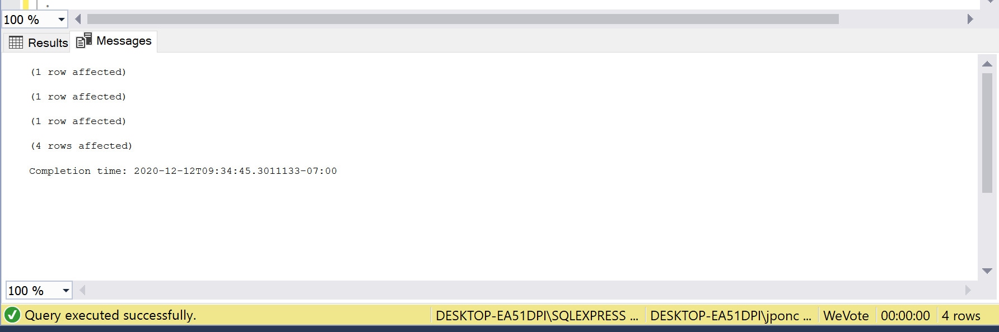 100 %
Results Messages
(1 row affected)
(1 row affected)
(1 row affected)
(4 rows affected)
Completion time: 2020-12-12T09:34:45.3011133-07:00
100 %
Query executed successfully. DESKTOP-EA51DPI\SQLEXPRESS ... DESKTOP-EA51DPI\jponc ... WeVote 00:00:00 4 rows